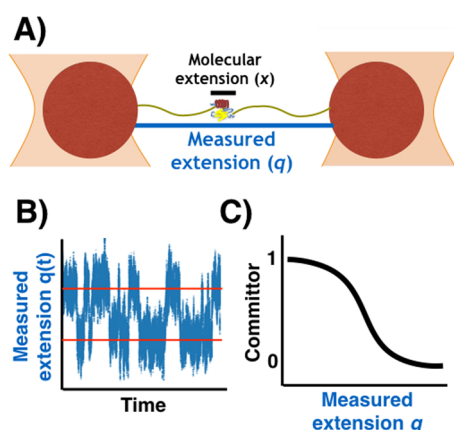 A)
Molecular
extension (x)
Measured
extension (q)
B)
Measured
extension q(t)
Time
C)
Committor
1
0
Measured
extension q